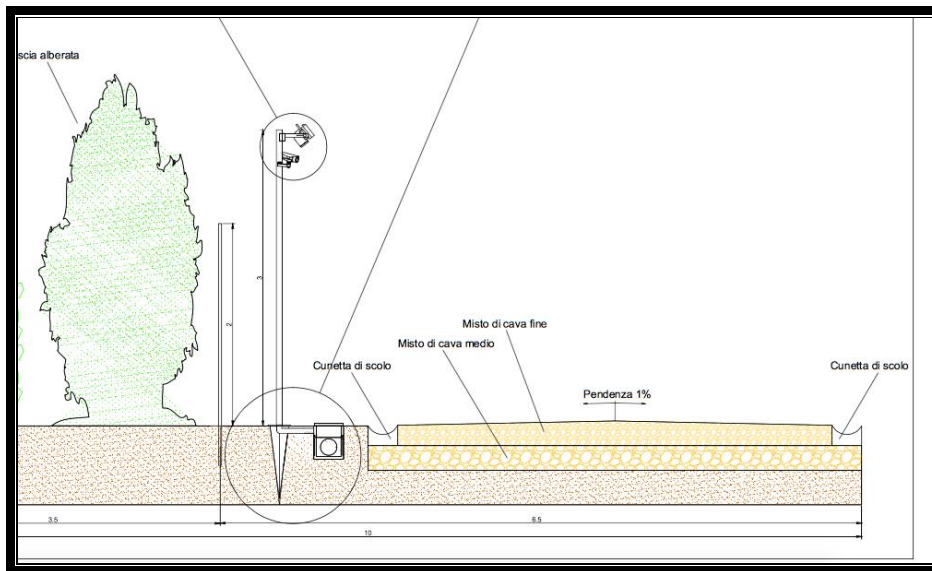 scia alberata
3
2
Misto di cava fine
Misto di cava medio
Cunetta di scolo
Cunetta di scolo
Pendenza 1%
3.5
6.5
10